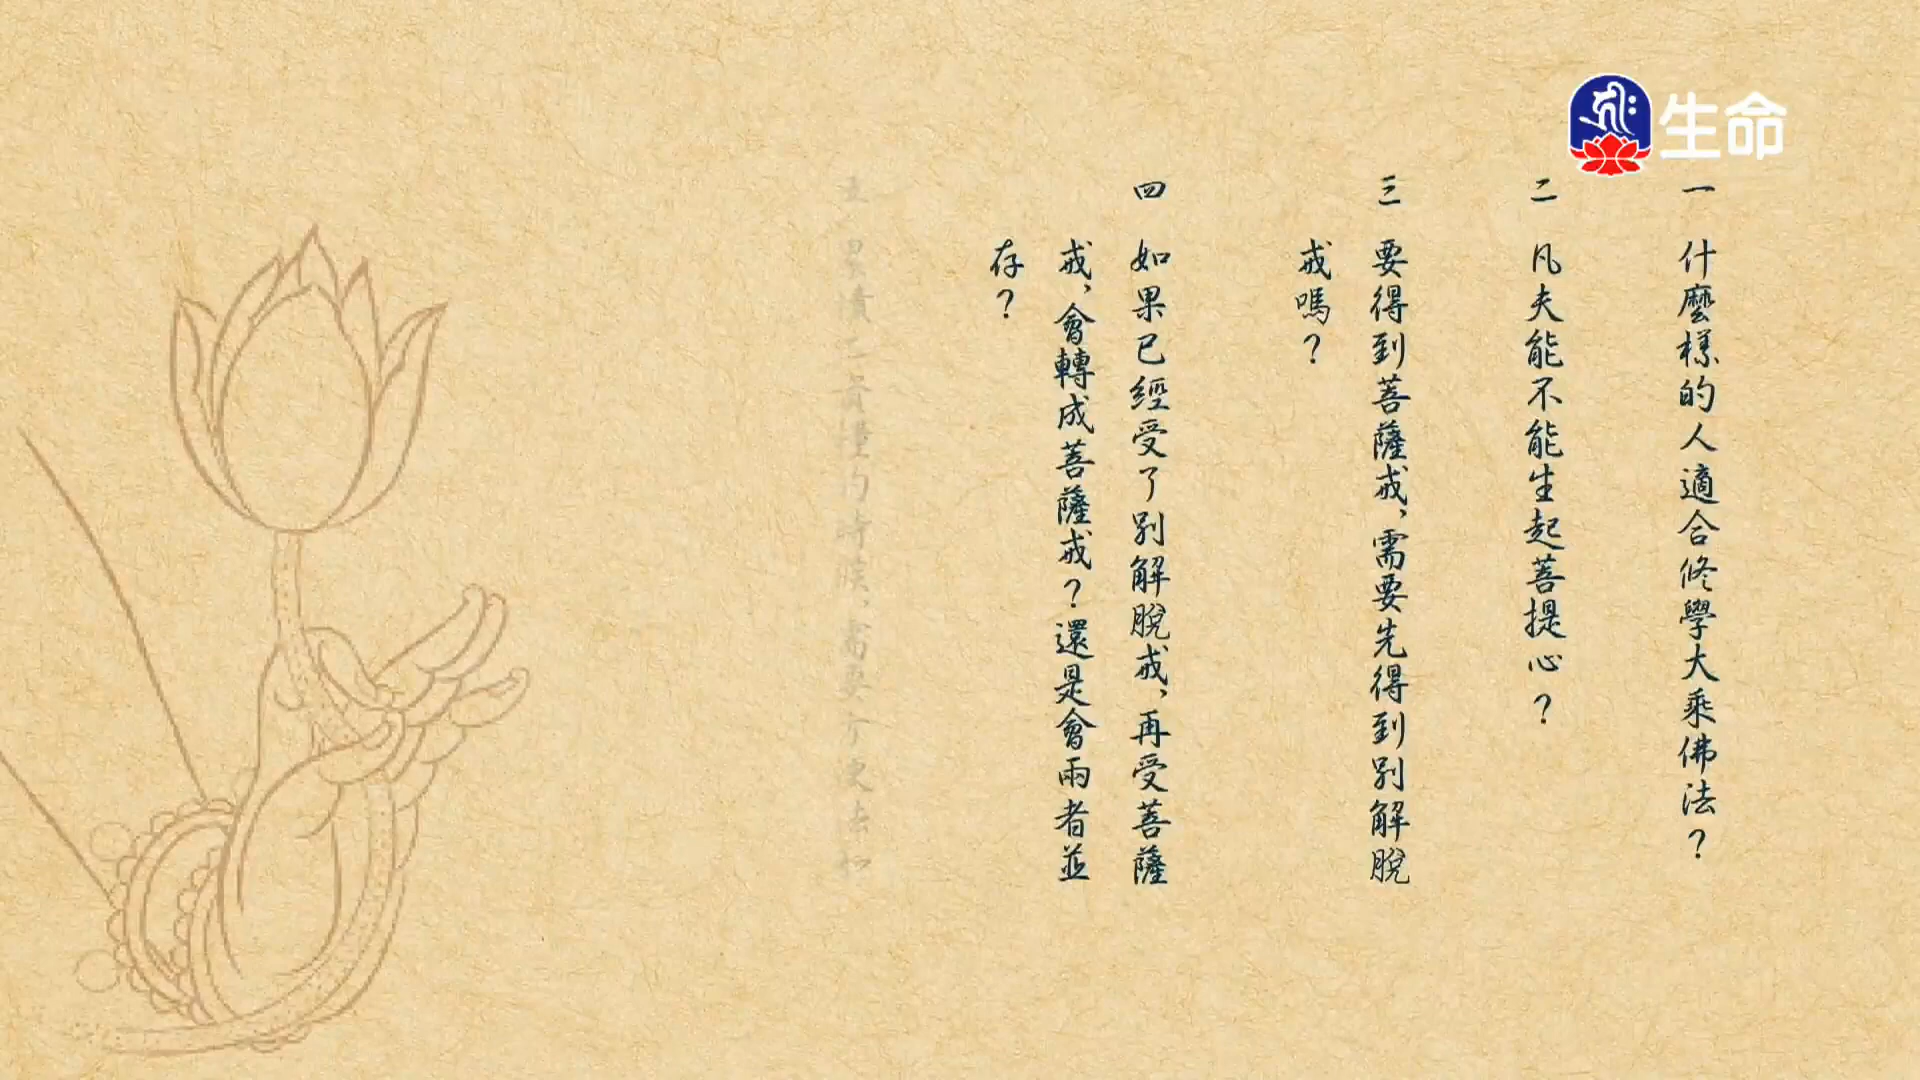 生命
一 什麼樣的人適合修學大乘佛法？
二 凡夫能不能生起菩提心？
三 要得到菩薩戒、需要先得到別解脫
戒嗎？
四 如果已經受了別解脫戒、再受菩薩
戒、會轉成菩薩戒？還是會兩者並
存？